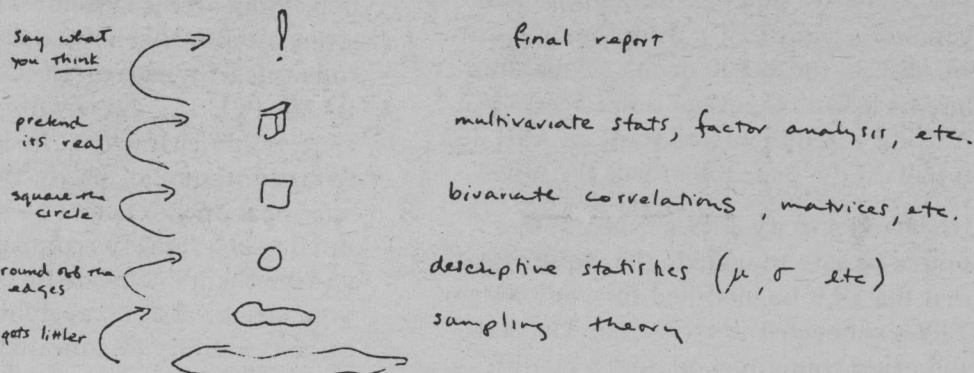 say what
you think
!
final report
pretend
its real
multivariate stats, factor analysis, etc.
square the
circle
bivariate correlations, matrices, etc.
round off the
edges
descriptive statistics (μ, σ etc)
gets littler
sampling theory